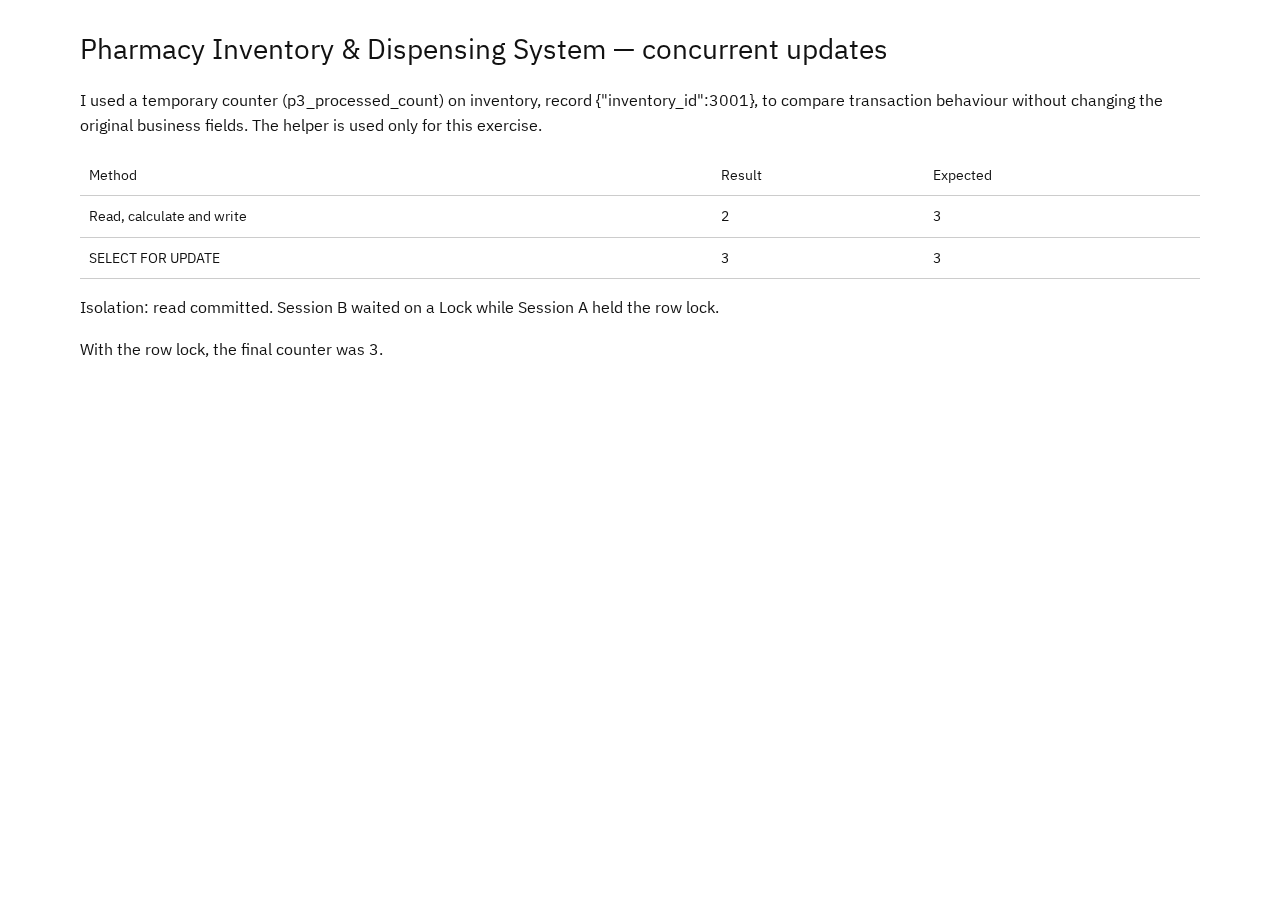 Pharmacy Inventory & Dispensing System — concurrent updates
I used a temporary counter (p3_processed_count) on inventory, record {"inventory_id":3001}, to compare transaction behaviour without changing the
original business fields. The helper is used only for this exercise.
Method Result Expected
Read, calculate and write 2 3
SELECT FOR UPDATE 3 3
Isolation: read committed. Session B waited on a Lock while Session A held the row lock.
With the row lock, the final counter was 3.